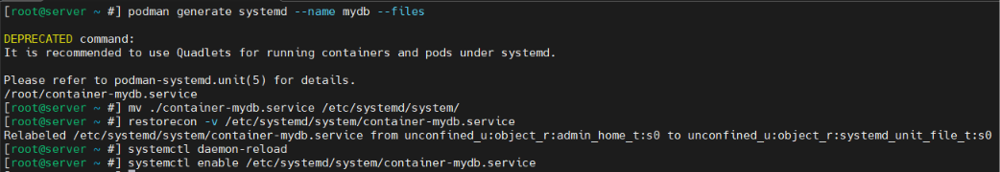 [root@server ~ #] podman generate systemd --name mydb --files

DEPRECATED command:
It is recommended to use Quadlets for running containers and pods under systemd.

Please refer to podman-systemd.unit(5) for details.
/root/container-mydb.service
[root@server ~ #] mv ./container-mydb.service /etc/systemd/system/
[root@server ~ #] restorecon -v /etc/systemd/system/container-mydb.service
Relabeled /etc/systemd/system/container-mydb.service from unconfined_u:object_r:admin_home_t:s0 to unconfined_u:object_r:systemd_unit_file_t:s0
[root@server ~ #] systemctl daemon-reload
[root@server ~ #] systemctl enable /etc/systemd/system/container-mydb.service